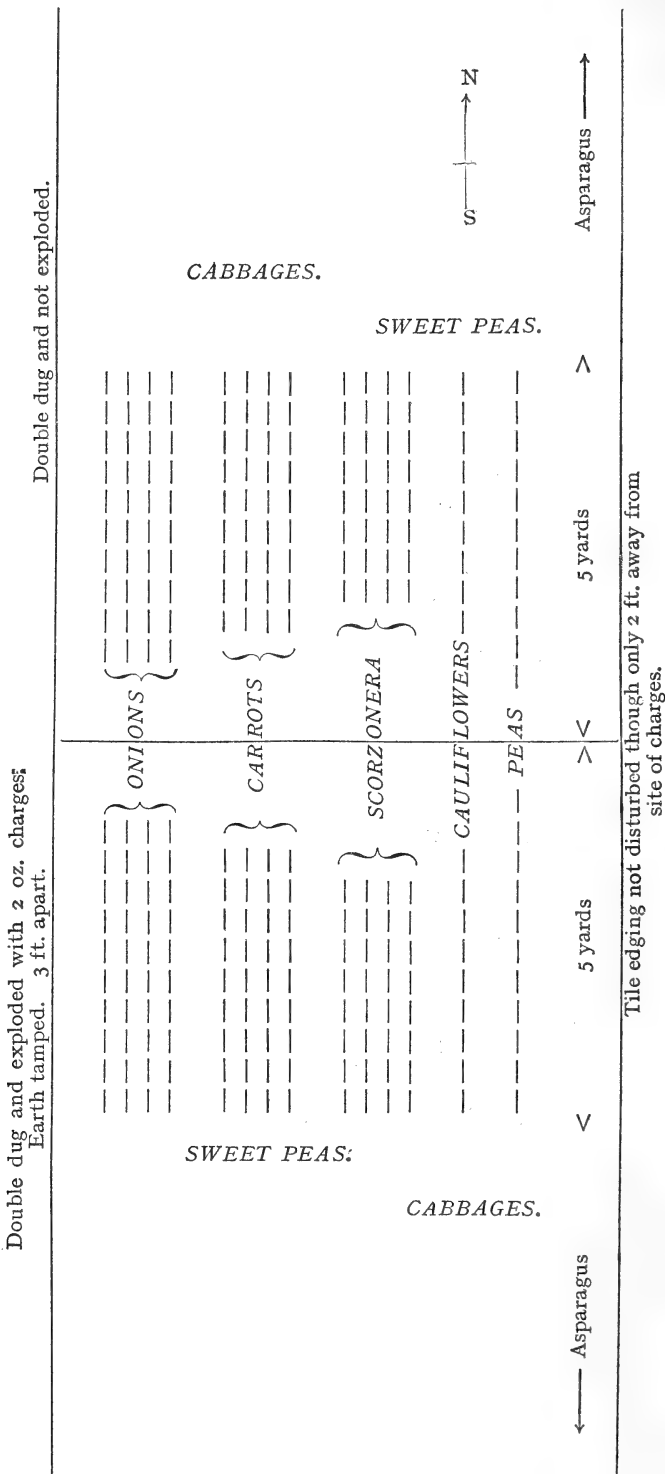 Double dug and exploded with 2 oz. charges;
Earth tamped. 3 ft. apart.
Double dug and not exploded.
ONIONS
CARROTS
SCORZONERA
CAULIFLOWERS
PEAS
SWEET PEAS.
CABBAGES.
CABBAGES.
SWEET PEAS.
S N
< 5 yards > < 5 yards >
← Asparagus
Asparagus →
Tile edging not disturbed though only 2 ft. away from
site of charges.